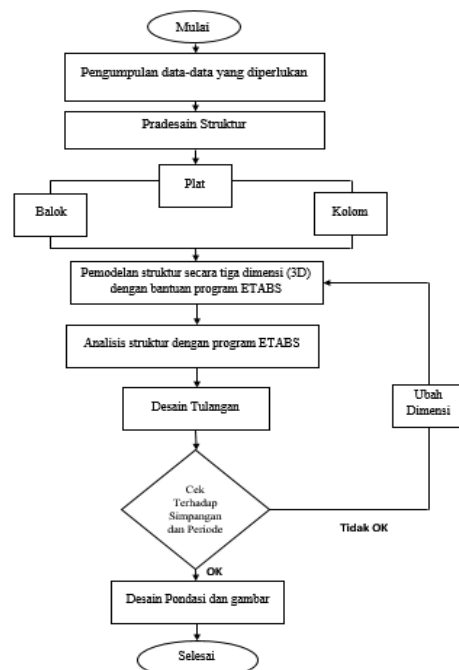 Mulai
Pengumpulan data-data yang diperlukan
Pradesain Struktur
Plat
Balok
Kolom
Pemodelan struktur secara tiga dimensi (3D)
dengan bantuan program ETABS
Analisis struktur dengan program ETABS
Ubah
Dimensi
Desain Tulangan
Cek
Terhadap
Simpangan
dan Periode
Tidak OK
OK
Desain Pondasi dan gambar
Selesai